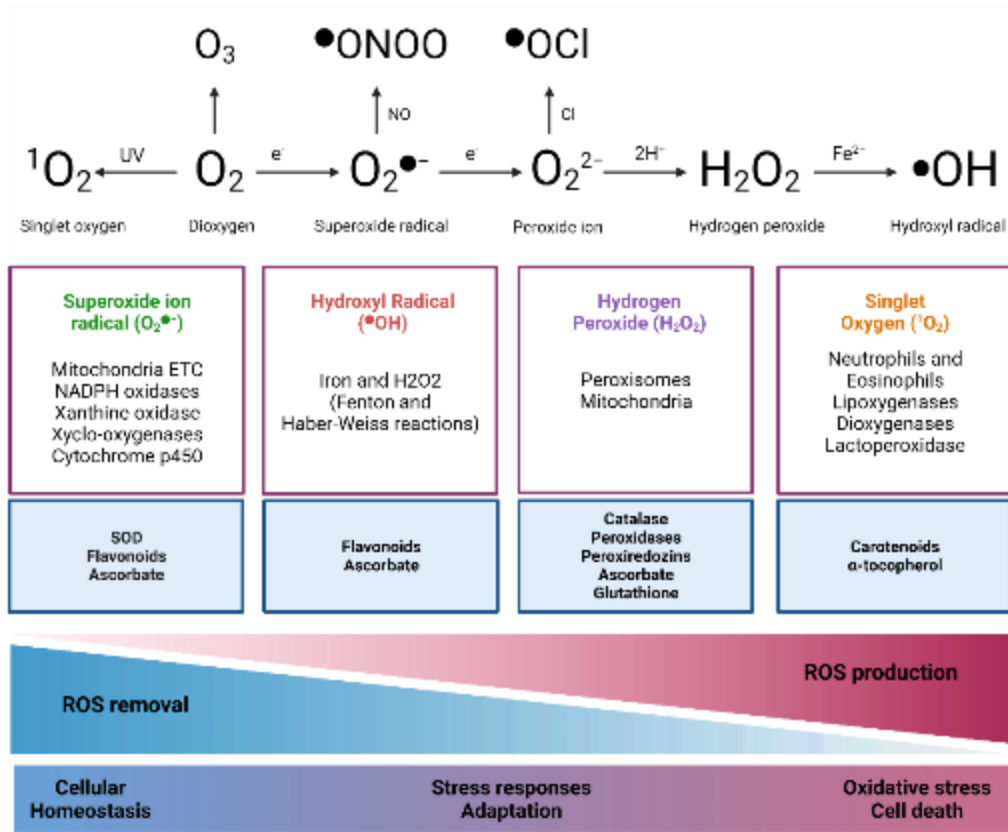 O₃
●ONOO
●OCl
NO
Cl
¹O₂
UV
O₂
e⁻
O₂●⁻
e⁻
O₂²⁻
2H⁺
H₂O₂
Fe²⁻
●OH
Singlet oxygen
Dioxygen
Superoxide radical
Peroxide ion
Hydrogen peroxide
Hydroxyl radical
Superoxide ion
radical (O₂●⁻)
Mitochondria ETC
NADPH oxidases
Xanthine oxidase
Xyclo-oxygenases
Cytochrome p450
Hydroxyl Radical
(●OH)
Iron and H2O2
(Fenton and
Haber-Weiss reactions)
Hydrogen
Peroxide (H₂O₂)
Peroxisomes
Mitochondria
Singlet
Oxygen (¹O₂)
Neutrophils and
Eosinophils
Lipoxygenases
Dioxygenases
Lactoperoxidase
SOD
Flavonoids
Ascorbate
Flavonoids
Ascorbate
Catalase
Peroxidases
Peroxiredozins
Ascorbate
Glutathione
Carotenoids
α-tocopherol
ROS production
ROS removal
Cellular
Homeostasis
Stress responses
Adaptation
Oxidative stress
Cell death